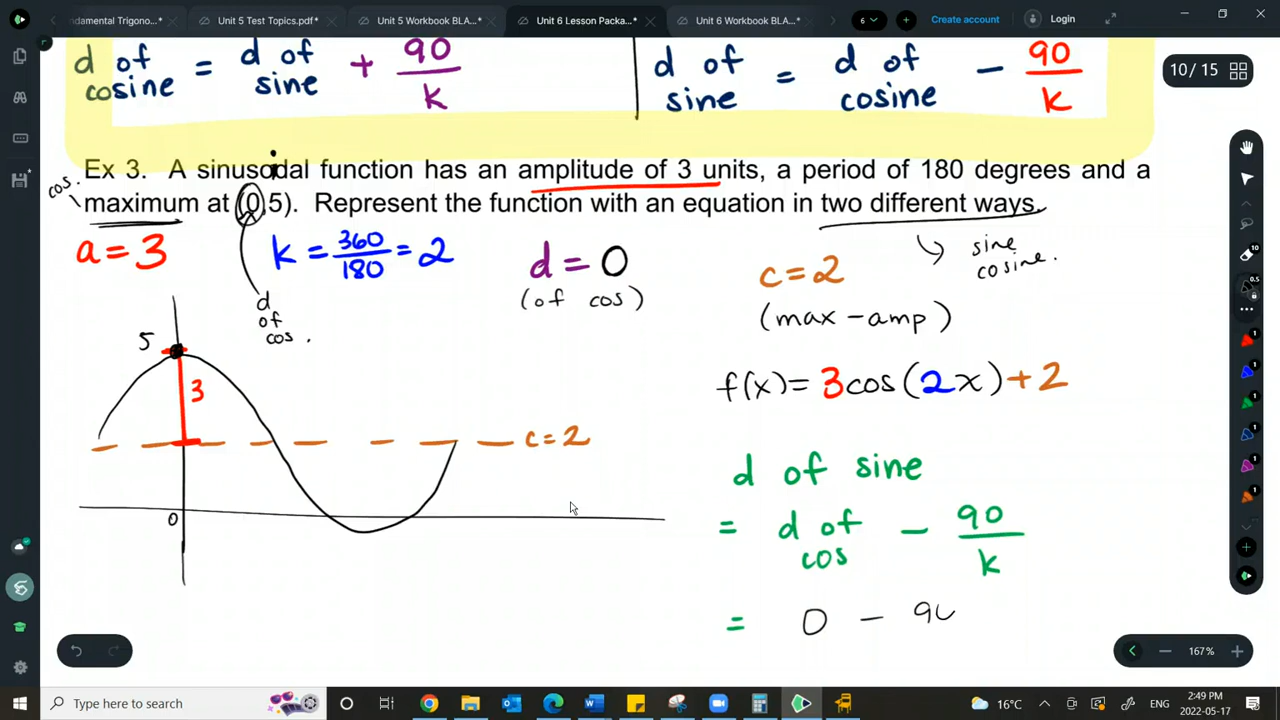 fundamental Trigono...*
Unit 5 Test Topics.pdf*
Unit 5 Workbook BLA...*
Unit 6 Lesson Packa...*
Unit 6 Workbook BL...*
6
Create account
Login
d of cosine = d of sine + 90/k
d of sine = d of cosine - 90/k
10/15
Ex 3. A sinusoidal function has an amplitude of 3 units, a period of 180 degrees and a
cos.
maximum at (0,5). Represent the function with an equation in two different ways.
a = 3
k = 360/180 = 2
d = 0
(of cos)
c = 2
(max - amp)
sine
cosine.
d
of
cos.
5
3
f(x) = 3cos(2x) + 2
c = 2
0
d of sine
= d of cos - 90/k
= 0 - 90
0.5
167%
Type here to search
16°C
ENG
2:49 PM
2022-05-17